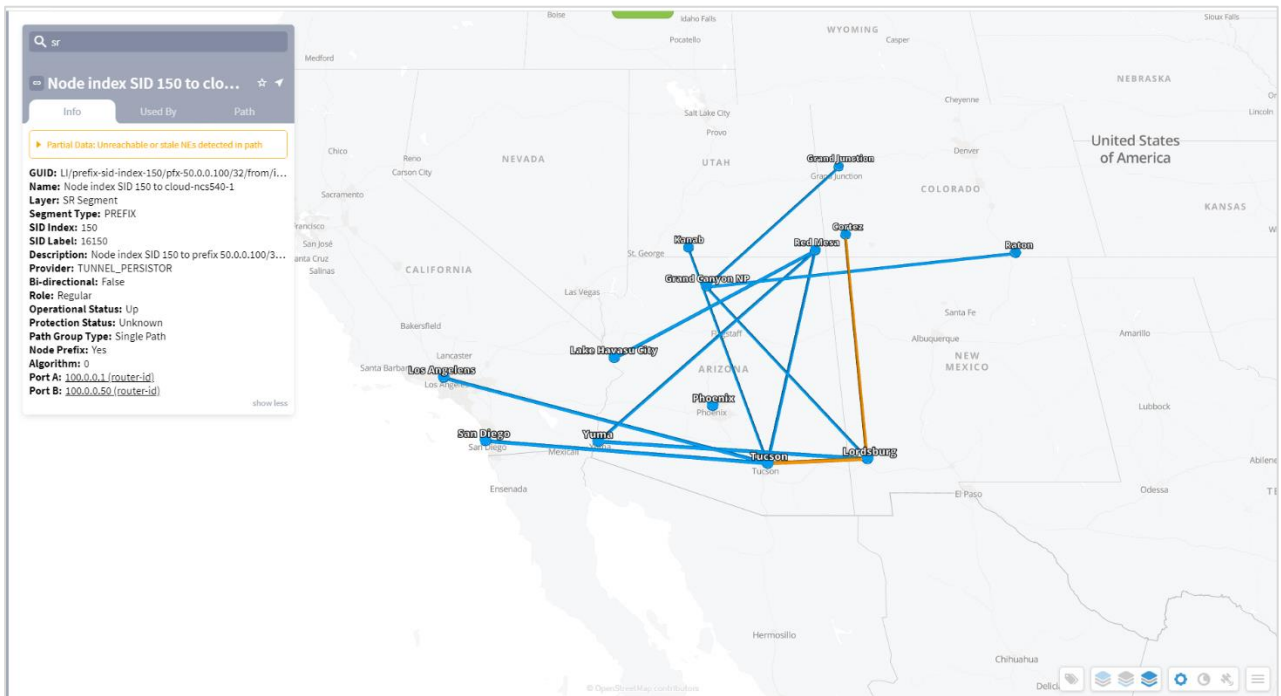 sr
Node index SID 150 to clo...
Info Used By Path
Partial Data: Unreachable or stale NEs detected in path
GUID: LI/prefix-sid-index-150/pfx-50.0.0.100/32/from/i...
Name: Node index SID 150 to cloud-ncs540-1
Layer: SR Segment
Segment Type: PREFIX
SID Index: 150
SID Label: 16150
Description: Node index SID 150 to prefix 50.0.0.100/3...
Provider: TUNNEL_PERSISTOR
Bi-directional: False
Role: Regular
Operational Status: Up
Protection Status: Unknown
Path Group Type: Single Path
Node Prefix: Yes
Algorithm: 0
Port A: 100.0.0.1 (router-id)
Port B: 100.0.0.50 (router-id)
show less
Boise
Idaho Falls
Sioux Falls
Pocatello
WYOMING
Casper
Medford
NEBRASKA
Cheyenne
Lincoln
Salt Lake City
Provo
Chico
Reno
Carson City
NEVADA
UTAH
Grand Junction
Grand Junction
Denver
United States
of America
COLORADO
Sacramento
KANSAS
San José
Salinas
CALIFORNIA
St. George
Kanab
Cortez
Red Mesa
Raton
Grand Canyon NP
Las Vegas
Santa Fe
Bakersfield
Flagstaff
Albuquerque
Amarillo
Lancaster
Lake Havasu City
NEW
MEXICO
Santa Barbara
Los Angelens
ARIZONA
Phoenix
Phoenix
Lubbock
San Diego
San Diego
Yuma
Mexicali
Tucson
Tucson
Lordsburg
Abilene
Ensenada
El Paso
Odessa
Hermosillo
Chihuahua
© OpenStreetMap contributors